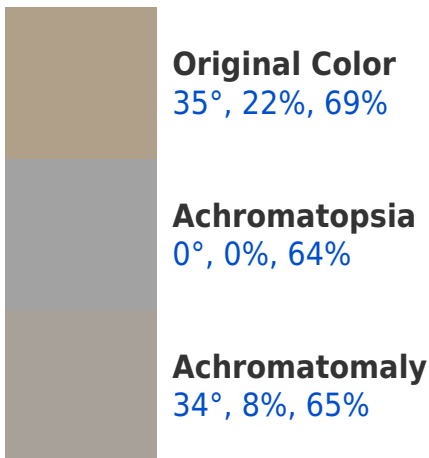 Original Color
35°, 22%, 69%
Achromatopsia
0°, 0%, 64%
Achromatomaly
34°, 8%, 65%